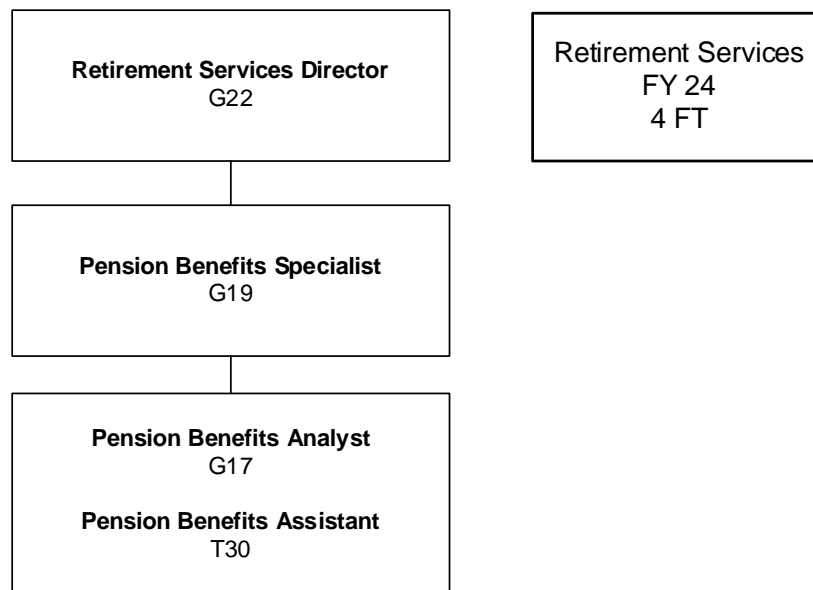 Retirement Services Director
G22
Retirement Services
FY 24
4 FT
Pension Benefits Specialist
G19
Pension Benefits Analyst
G17
Pension Benefits Assistant
T30